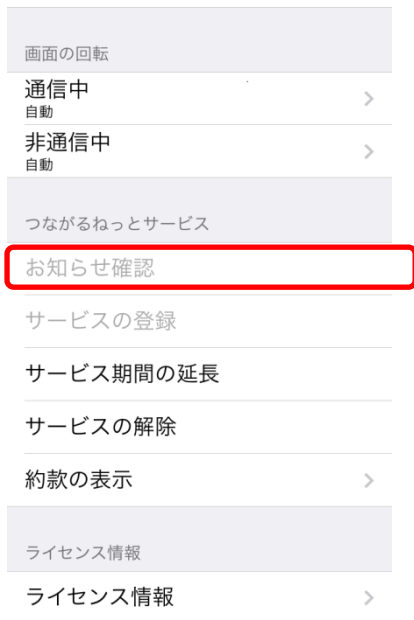 画面の回転
通信中
自動
非通信中
自動
つながるねっとサービス
お知らせ確認
サービスの登録
サービス期間の延長
サービスの解除
約款の表示
ライセンス情報
ライセンス情報